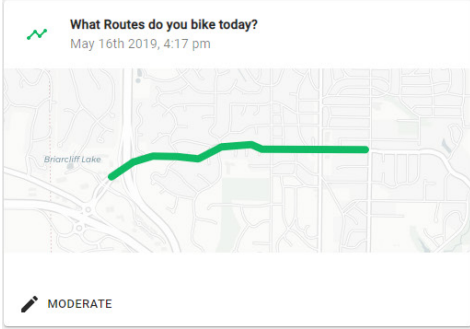 What Routes do you bike today?
May 16th 2019, 4:17 pm
Briarcliff Lake
MODERATE